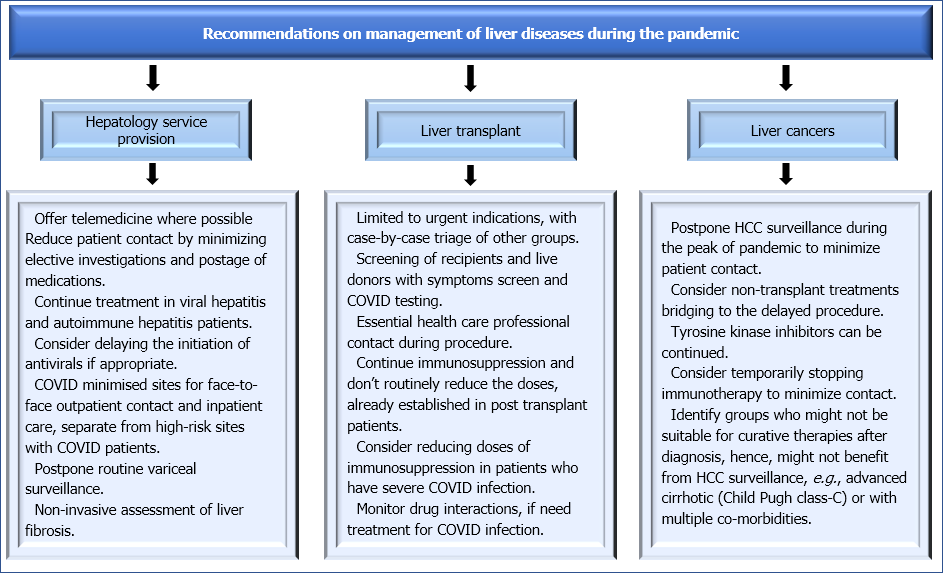 Recommendations on management of liver diseases during the pandemic
Hepatology service
provision
Offer telemedicine where possible
Reduce patient contact by minimizing
elective investigations and postage of
medications.
Continue treatment in viral hepatitis
and autoimmune hepatitis patients.
Consider delaying the initiation of
antivirals if appropriate.
COVID minimised sites for face-to-
face outpatient contact and inpatient
care, separate from high-risk sites
with COVID patients.
Postpone routine variceal
surveillance.
Non-invasive assessment of liver
fibrosis.
Liver transplant
Limited to urgent indications, with
case-by-case triage of other groups.
Screening of recipients and live
donors with symptoms screen and
COVID testing.
Essential health care professional
contact during procedure.
Continue immunosuppression and
don’t routinely reduce the doses,
already established in post transplant
patients.
Consider reducing doses of
immunosuppression in patients who
have severe COVID infection.
Monitor drug interactions, if need
treatment for COVID infection.
Liver cancers
Postpone HCC surveillance during
the peak of pandemic to minimize
patient contact.
Consider non-transplant treatments
bridging to the delayed procedure.
Tyrosine kinase inhibitors can be
continued.
Consider temporarily stopping
immunotherapy to minimize contact.
Identify groups who might not be
suitable for curative therapies after
diagnosis, hence, might not benefit
from HCC surveillance, e.g., advanced
cirrhotic (Child Pugh class-C) or with
multiple co-morbidities.